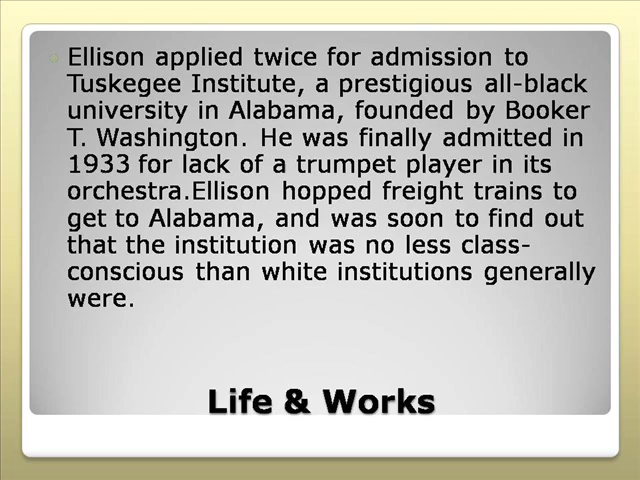 Ellison applied twice for admission to
Tuskegee Institute, a prestigious all-black
university in Alabama, founded by Booker
T. Washington. He was finally admitted in
1933 for lack of a trumpet player in its
orchestra.Ellison hopped freight trains to
get to Alabama, and was soon to find out
that the institution was no less class-
conscious than white institutions generally
were.
Life & Works